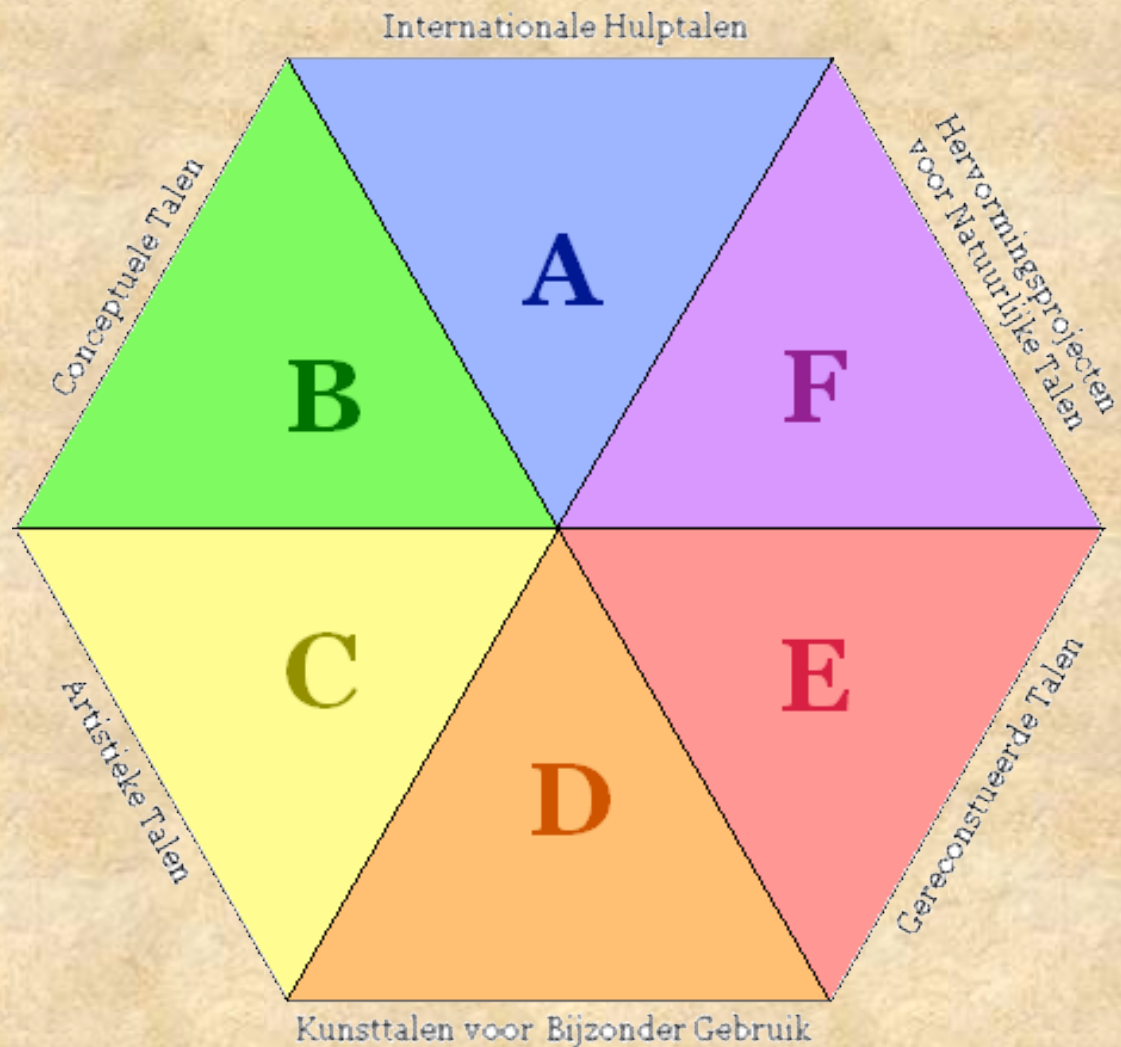 Internationale Hulptalen
Hervormingsprojecten
voor Natuurlijke Talen
Conceptuele Talen
A
B
F
C
E
D
Artistieke Talen
Gereconstueerde Talen
Kunsttalen voor Bijzonder Gebruik